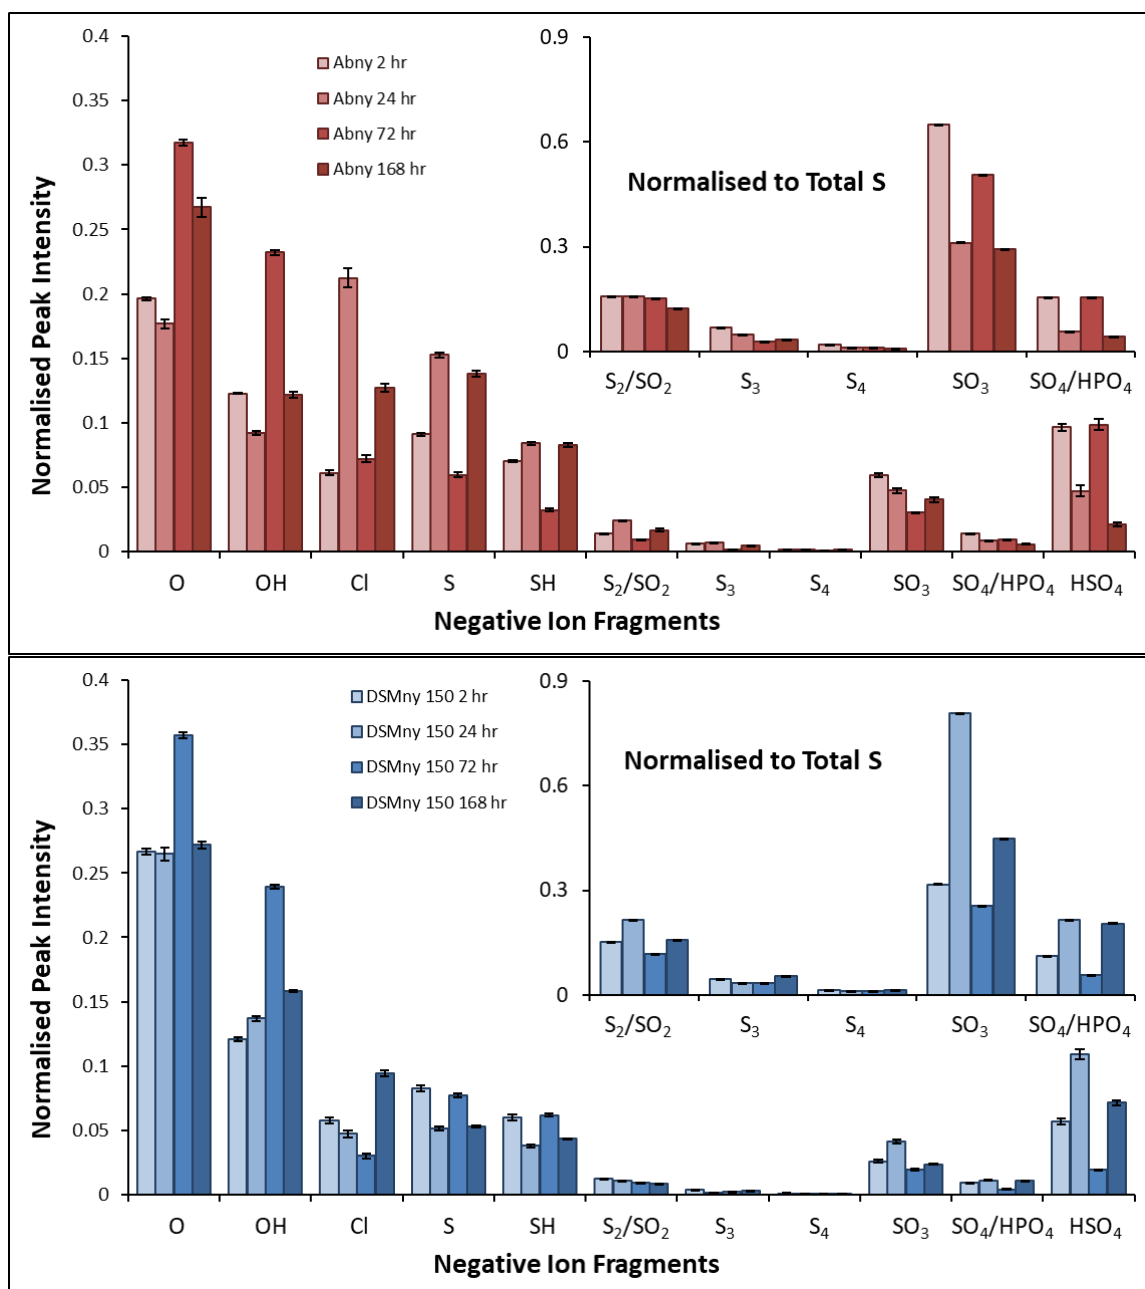 Normalised Peak Intensity
0.4
0.35
0.3
0.25
0.2
0.15
0.1
0.05
0
Abny 2 hr
Abny 24 hr
Abny 72 hr
Abny 168 hr
0.9
0.6
0.3
0
Normalised to Total S
S₂/SO₂ S₃ S₄ SO₃ SO₄/HPO₄
O OH Cl S SH S₂/SO₂ S₃ S₄ SO₃ SO₄/HPO₄ HSO₄
Negative Ion Fragments
Normalised Peak Intensity
0.4
0.35
0.3
0.25
0.2
0.15
0.1
0.05
0
DSMny 150 2 hr
DSMny 150 24 hr
DSMny 150 72 hr
DSMny 150 168 hr
0.9
0.6
0.3
0
Normalised to Total S
S₂/SO₂ S₃ S₄ SO₃ SO₄/HPO₄
O OH Cl S SH S₂/SO₂ S₃ S₄ SO₃ SO₄/HPO₄ HSO₄
Negative Ion Fragments